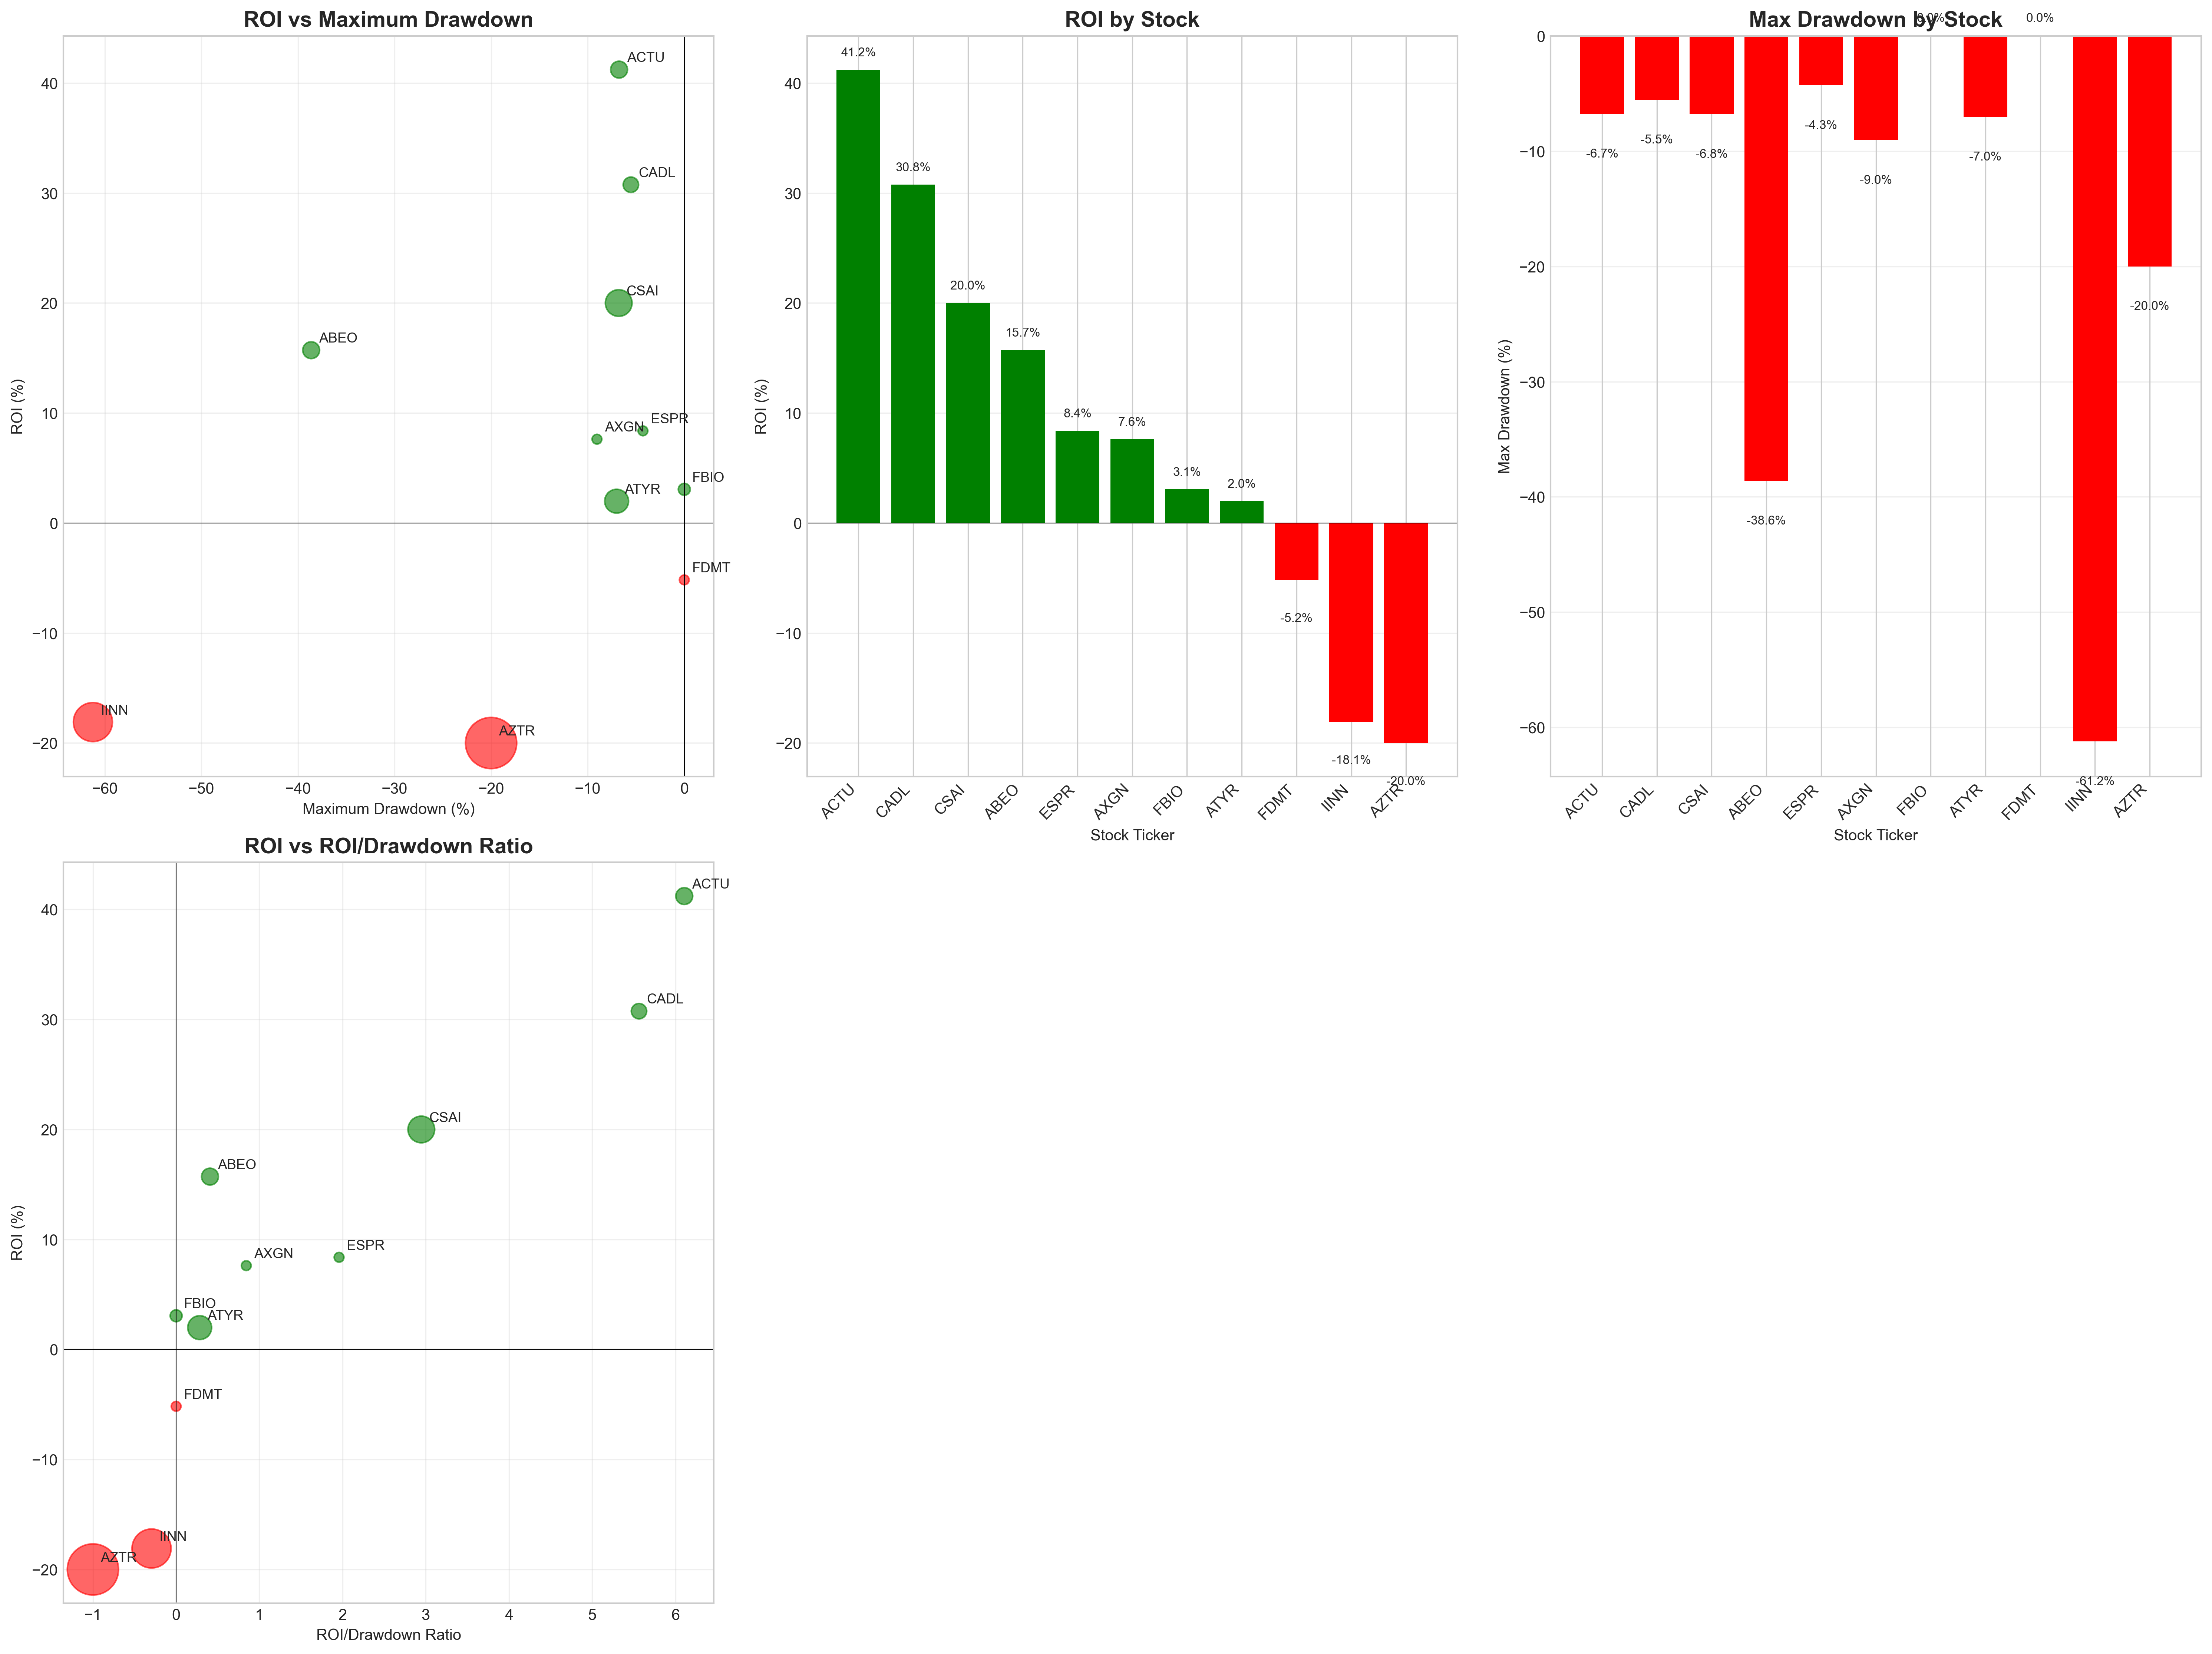 ROI vs Maximum Drawdown
ROI (%)
40
30
20
10
0
−10
−20
ACTU
CADL
CSAI
ABEO
ESPR
AXGN
FBIO
ATYR
FDMT
IINN
AZTR
−60
−50
−40
−30
−20
−10
0
Maximum Drawdown (%)
ROI by Stock
ROI (%)
40
30
20
10
0
−10
−20
41.2%
30.8%
20.0%
15.7%
8.4%
7.6%
3.1%
2.0%
-5.2%
-18.1%
-20.0%
ACTU
CADL
CSAI
ABEO
ESPR
AXGN
FBIO
ATYR
FDMT
IINN
AZTR
Stock Ticker
Max Drawdown by Stock
Max Drawdown (%)
0
−10
−20
−30
−40
−50
−60
-6.7%
-5.5%
-6.8%
-38.6%
-4.3%
-9.0%
0.0%
-7.0%
0.0%
-61.2%
-20.0%
ACTU
CADL
CSAI
ABEO
ESPR
AXGN
FBIO
ATYR
FDMT
IINN
AZTR
Stock Ticker
ROI vs ROI/Drawdown Ratio
ROI (%)
40
30
20
10
0
−10
−20
ACTU
CADL
CSAI
ABEO
ESPR
AXGN
FBIO
ATYR
FDMT
IINN
AZTR
−1
0
1
2
3
4
5
6
ROI/Drawdown Ratio